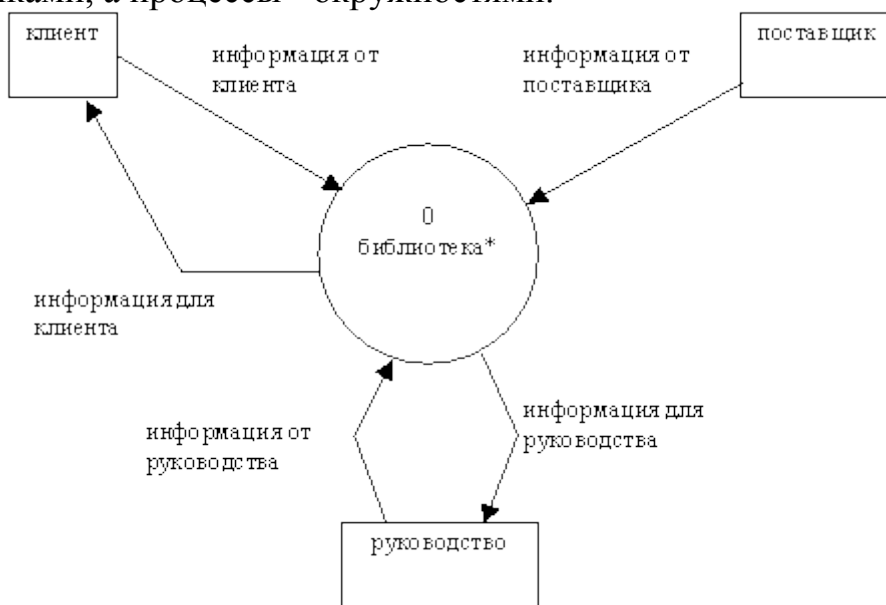 клиент
информация от
клиента
информация от
поставщика
поставщик
0
библиотека*
информация для
клиента
информация от
руководства
информация для
руководства
руководство